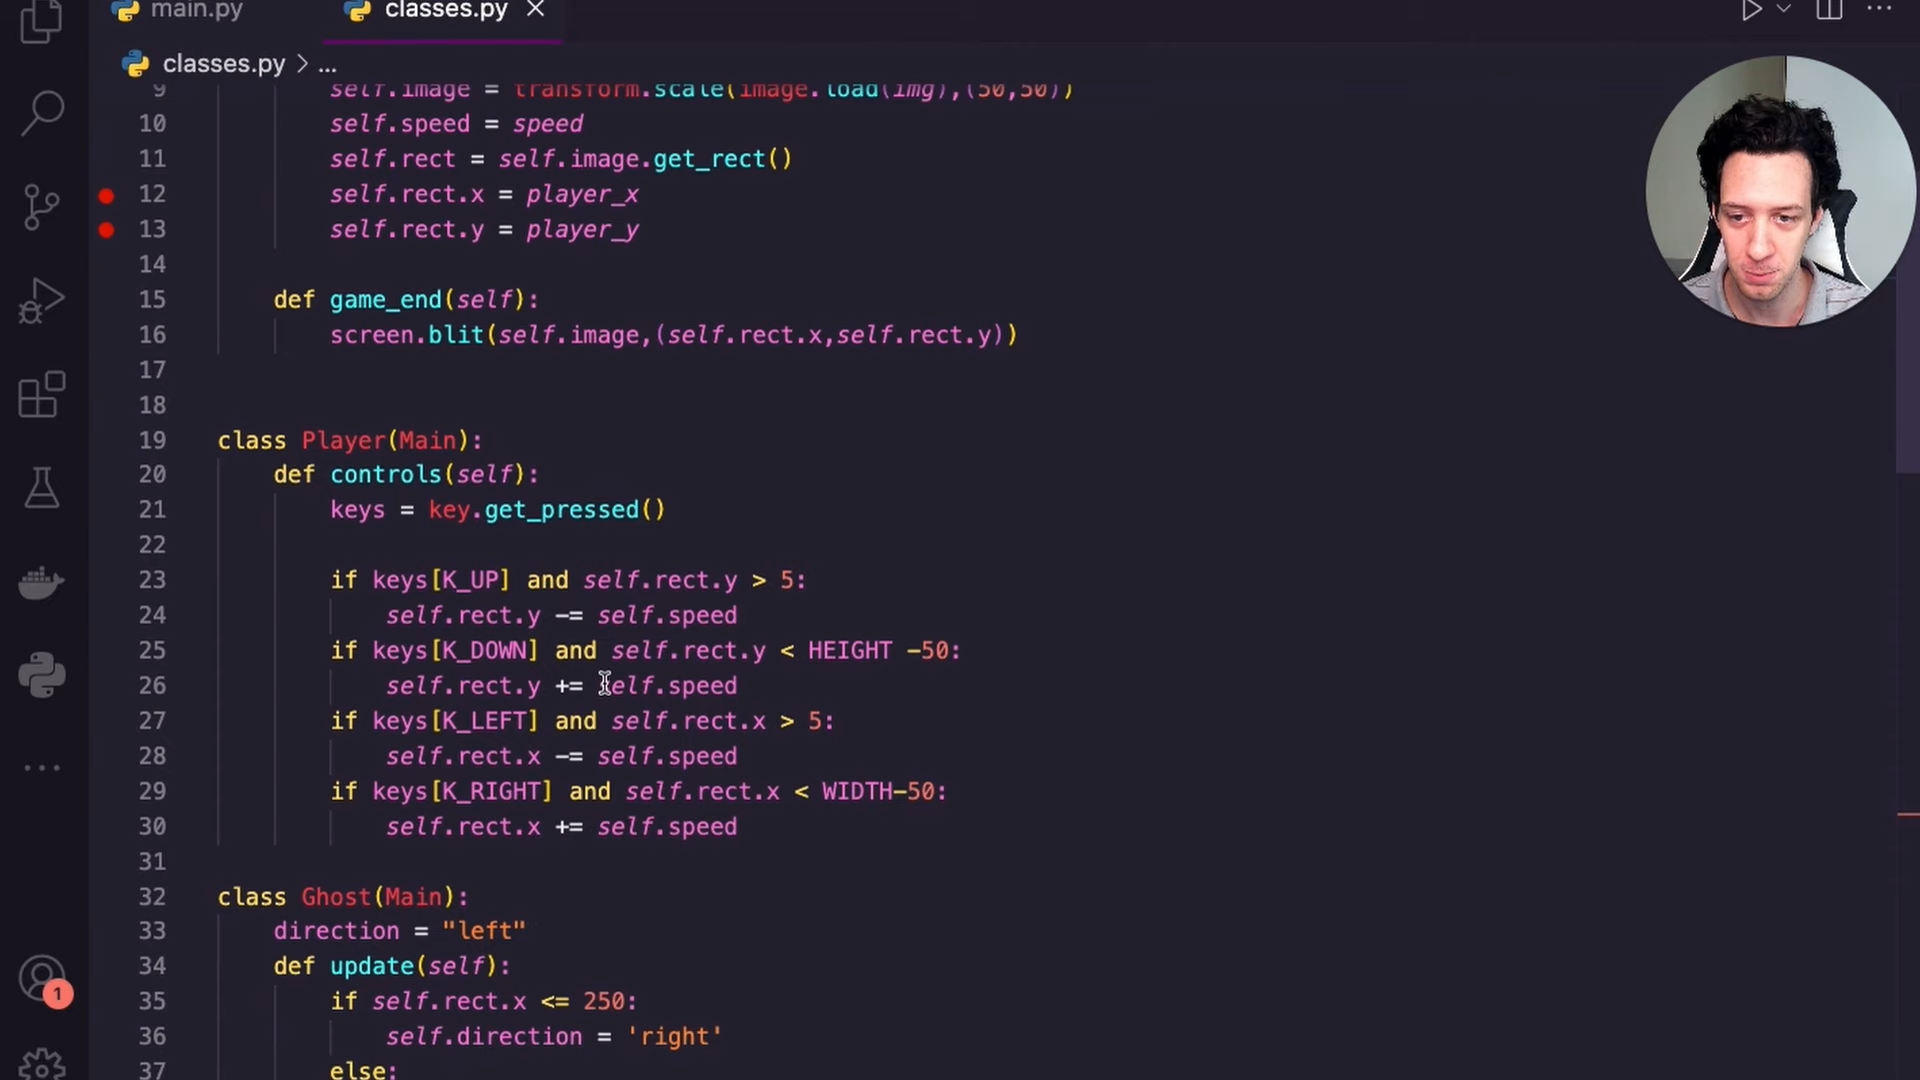 main.py
classes.py
classes.py > ...
9 self.image = transform.scale(image.load(img),(50,50))
10 self.speed = speed
11 self.rect = self.image.get_rect()
12 self.rect.x = player_x
13 self.rect.y = player_y
14
15 def game_end(self):
16 screen.blit(self.image,(self.rect.x,self.rect.y))
17
18
19 class Player(Main):
20 def controls(self):
21 keys = key.get_pressed()
22
23 if keys[K_UP] and self.rect.y > 5:
24 self.rect.y -= self.speed
25 if keys[K_DOWN] and self.rect.y < HEIGHT -50:
26 self.rect.y += self.speed
27 if keys[K_LEFT] and self.rect.x > 5:
28 self.rect.x -= self.speed
29 if keys[K_RIGHT] and self.rect.x < WIDTH-50:
30 self.rect.x += self.speed
31
32 class Ghost(Main):
33 direction = "left"
34 def update(self):
35 if self.rect.x <= 250:
36 self.direction = 'right'
37 else:
1